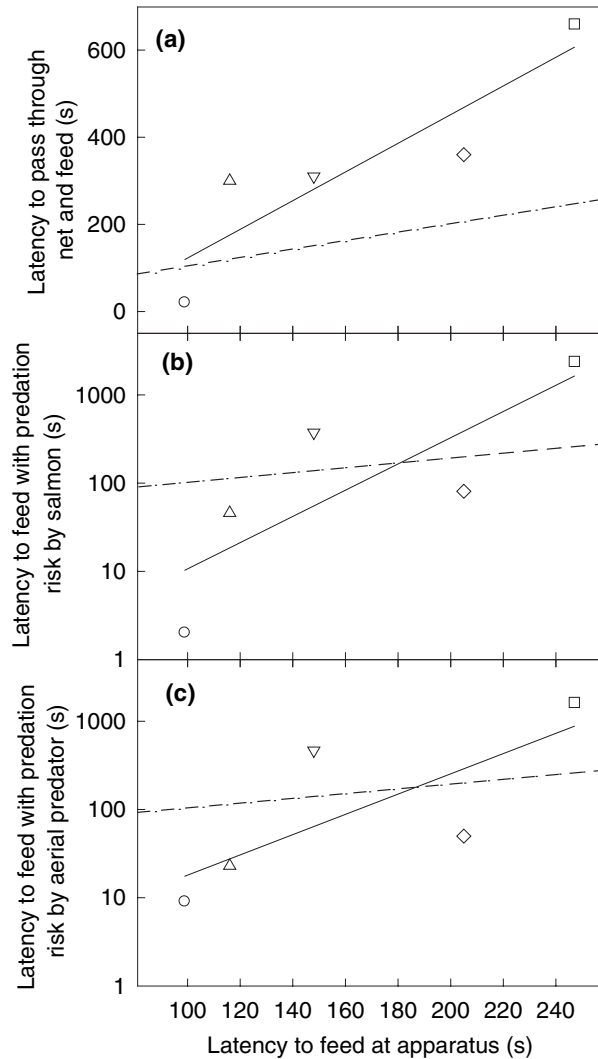 (a)
600
400
200
0
Latency to pass through
net and feed (s)
(b)
1000
100
10
1
Latency to feed with predation
risk by salmon (s)
(c)
1000
100
10
1
Latency to feed with predation
risk by aerial predator (s)
100 120 140 160 180 200 220 240
Latency to feed at apparatus (s)